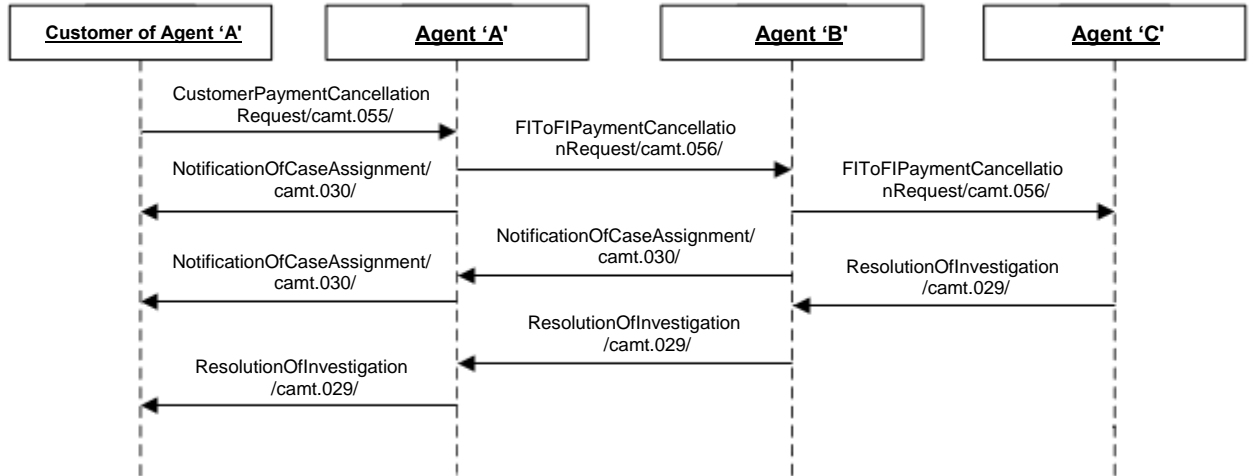 Customer of Agent ‘A’
Agent ‘A’
Agent ‘B’
Agent ‘C’
CustomerPaymentCancellation
Request/camt.055/
FIToFIPaymentCancellatio
nRequest/camt.056/
NotificationOfCaseAssignment/
camt.030/
FIToFIPaymentCancellatio
nRequest/camt.056/
NotificationOfCaseAssignment/
camt.030/
NotificationOfCaseAssignment/
camt.030/
ResolutionOfInvestigation
/camt.029/
ResolutionOfInvestigation
/camt.029/
ResolutionOfInvestigation
/camt.029/